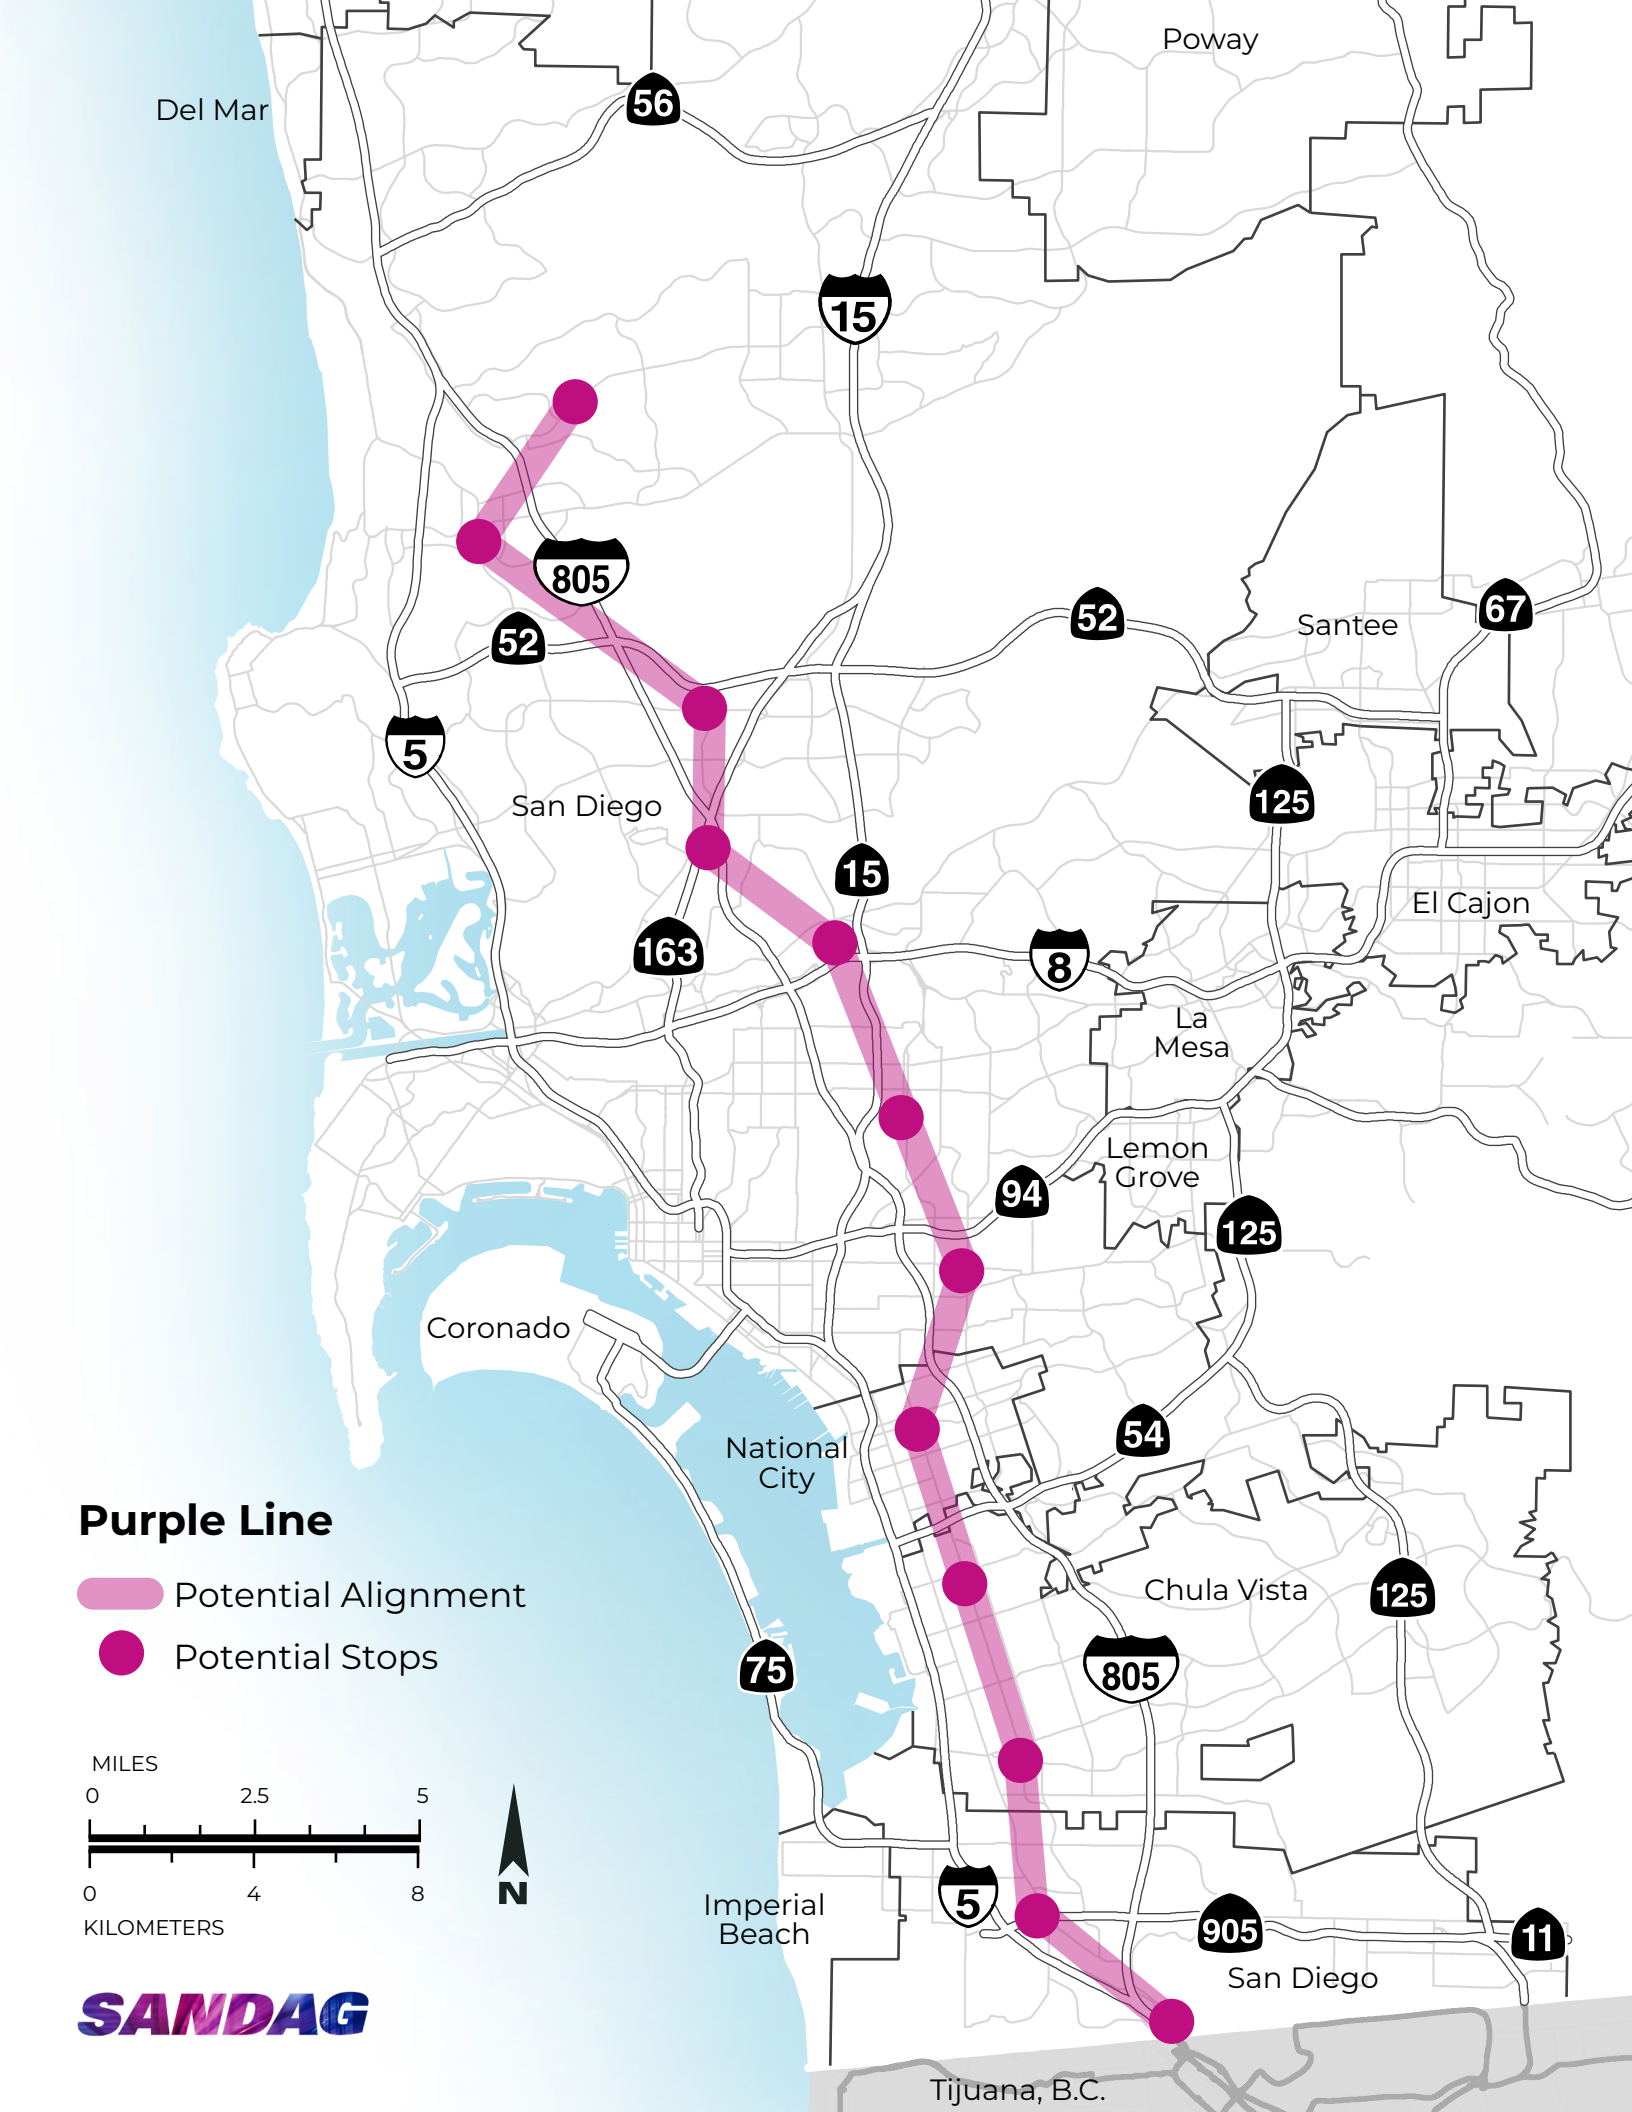 Poway
Del Mar
56
15
805
52
52
67
Santee
5
125
San Diego
15
El Cajon
163
8
La
Mesa
Lemon
Grove
94
125
Coronado
54
National
City
Purple Line
Potential Alignment
Potential Stops
Chula Vista
125
805
75
MILES
0 2.5 5
0 4 8
KILOMETERS
N
5
Imperial
Beach
905
11
San Diego
SANDAG
Tijuana, B.C.